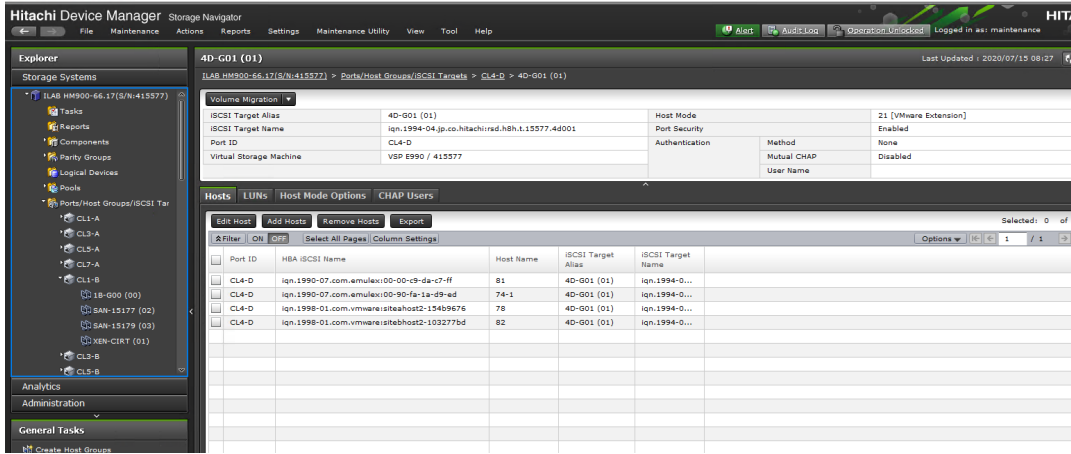 Hitachi Device Manager Storage Navigator
File Maintenance Actions Reports Settings Maintenance Utility View Tool Help
Alert Audit Log Operation Unlocked Logged in as: maintenance
Explorer
Storage Systems
ILAB HM900-66.17(S/N:415577)
Tasks
Reports
Components
Parity Groups
Logical Devices
Pools
Ports/Host Groups/iSCSI Tar
CL1-A
CL3-A
CL5-A
CL7-A
CL1-B
1B-G00 (00)
SAN-15177 (02)
SAN-15179 (03)
XEN-CIRT (01)
CL3-B
CL5-B
Analytics
Administration
General Tasks
Create Host Groups
4D-G01 (01)
Last Updated : 2020/07/15 08:27
ILAB HM900-66.17(S/N:415577) > Ports/Host Groups/iSCSI Targets > CL4-D > 4D-G01 (01)
Volume Migration
iSCSI Target Alias 4D-G01 (01) Host Mode 21 [VMware Extension]
iSCSI Target Name iqn.1994-04.jp.co.hitachi:rsd.h8h.t.15577.4d001 Port Security Enabled
Port ID CL4-D Authentication Method None
Virtual Storage Machine VSP E990 / 415577 Mutual CHAP Disabled
User Name
Hosts LUNs Host Mode Options CHAP Users
Edit Host Add Hosts Remove Hosts Export Selected: 0 of
Filter ON OFF Select All Pages Column Settings Options 1 / 1
Port ID HBA iSCSI Name Host Name iSCSI Target Alias iSCSI Target Name
CL4-D iqn.1990-07.com.emulex:00-00-c9-da-c7-ff 81 4D-G01 (01) iqn.1994-0...
CL4-D iqn.1990-07.com.emulex:00-90-fa-1a-d9-ed 74-1 4D-G01 (01) iqn.1994-0...
CL4-D iqn.1998-01.com.vmware:siteahost2-154b9676 78 4D-G01 (01) iqn.1994-0...
CL4-D iqn.1998-01.com.vmware:sitebhost2-103277bd 82 4D-G01 (01) iqn.1994-0...